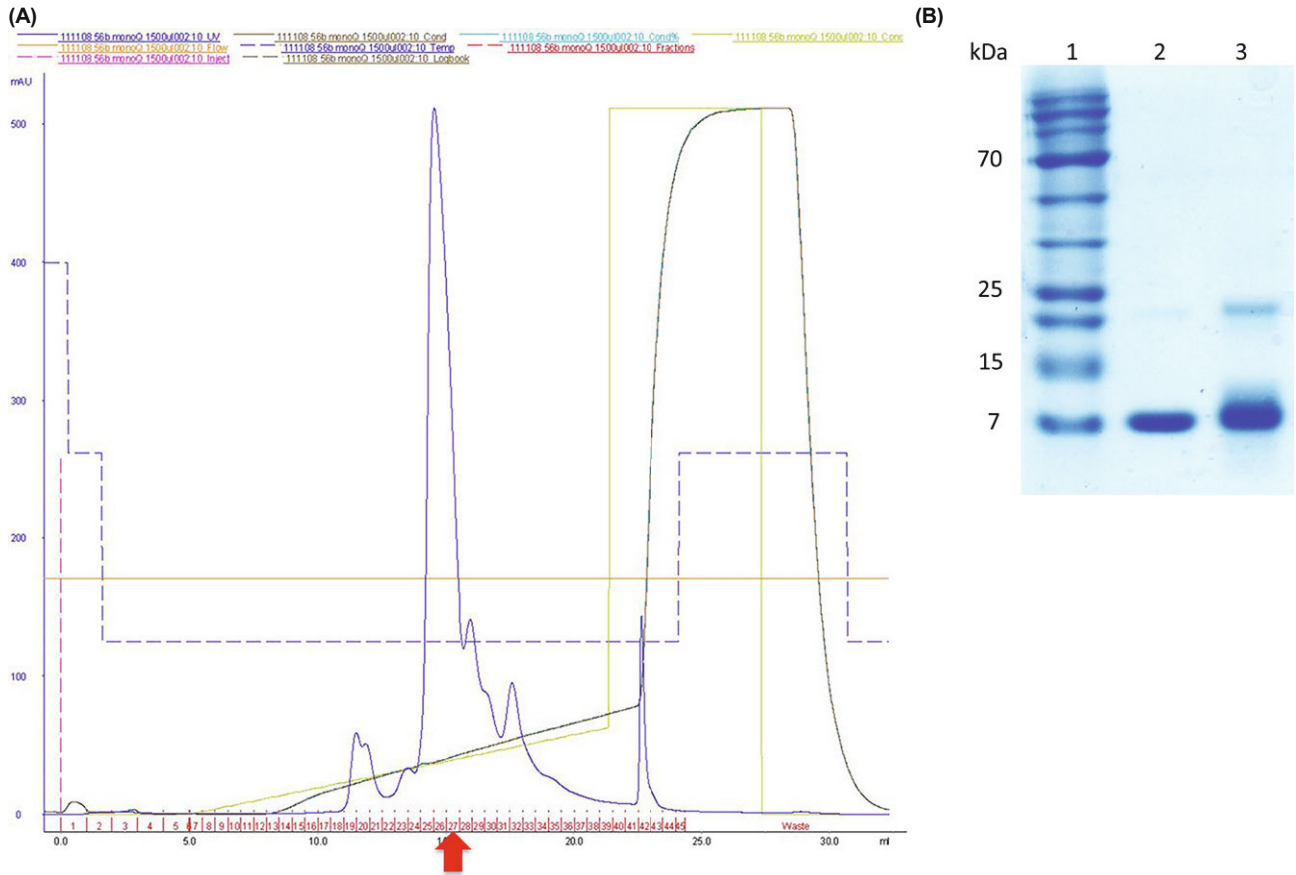 (A)
(B)
111108 56b monoQ 1500ul002:10_UV
111108 56b monoQ 1500ul002:10_Cond
111108 56b monoQ 1500ul002:10_Cond%
111108 56b monoQ 1500ul002:10_Conc
111108 56b monoQ 1500ul002:10_Flow
111108 56b monoQ 1500ul002:10_Temp
111108 56b monoQ 1500ul002:10_Fractions
111108 56b monoQ 1500ul002:10_Inject
111108 56b monoQ 1500ul002:10_Logbook
mAU
500
400
300
200
100
0
1 2 3 4 5 6 7 8 9 10 11 12 13 14 15 16 17 18 19 20 21 22 23 24 25 26 27 28 29 30 31 32 33 34 35 36 37 38 39 40 41 42 43 44 45 Waste
0.0 5.0 10.0 20.0 25.0 30.0 ml
kDa 1 2 3
70
25
15
7